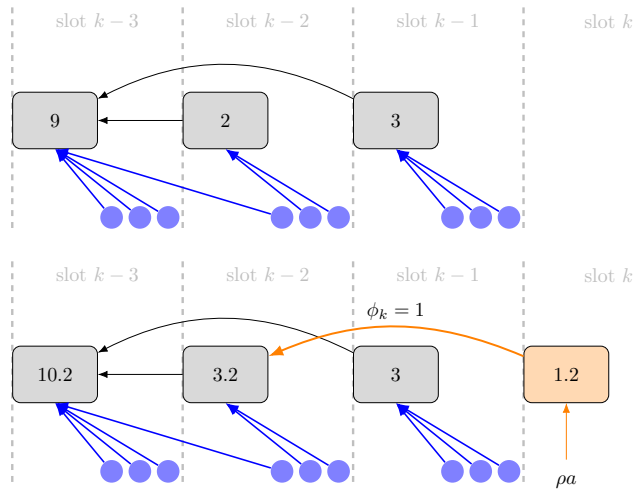 slot k − 3 slot k − 2 slot k − 1 slot k
9 2 3
slot k − 3 slot k − 2 slot k − 1 slot k
ϕk = 1
10.2 3.2 3 1.2
ρa